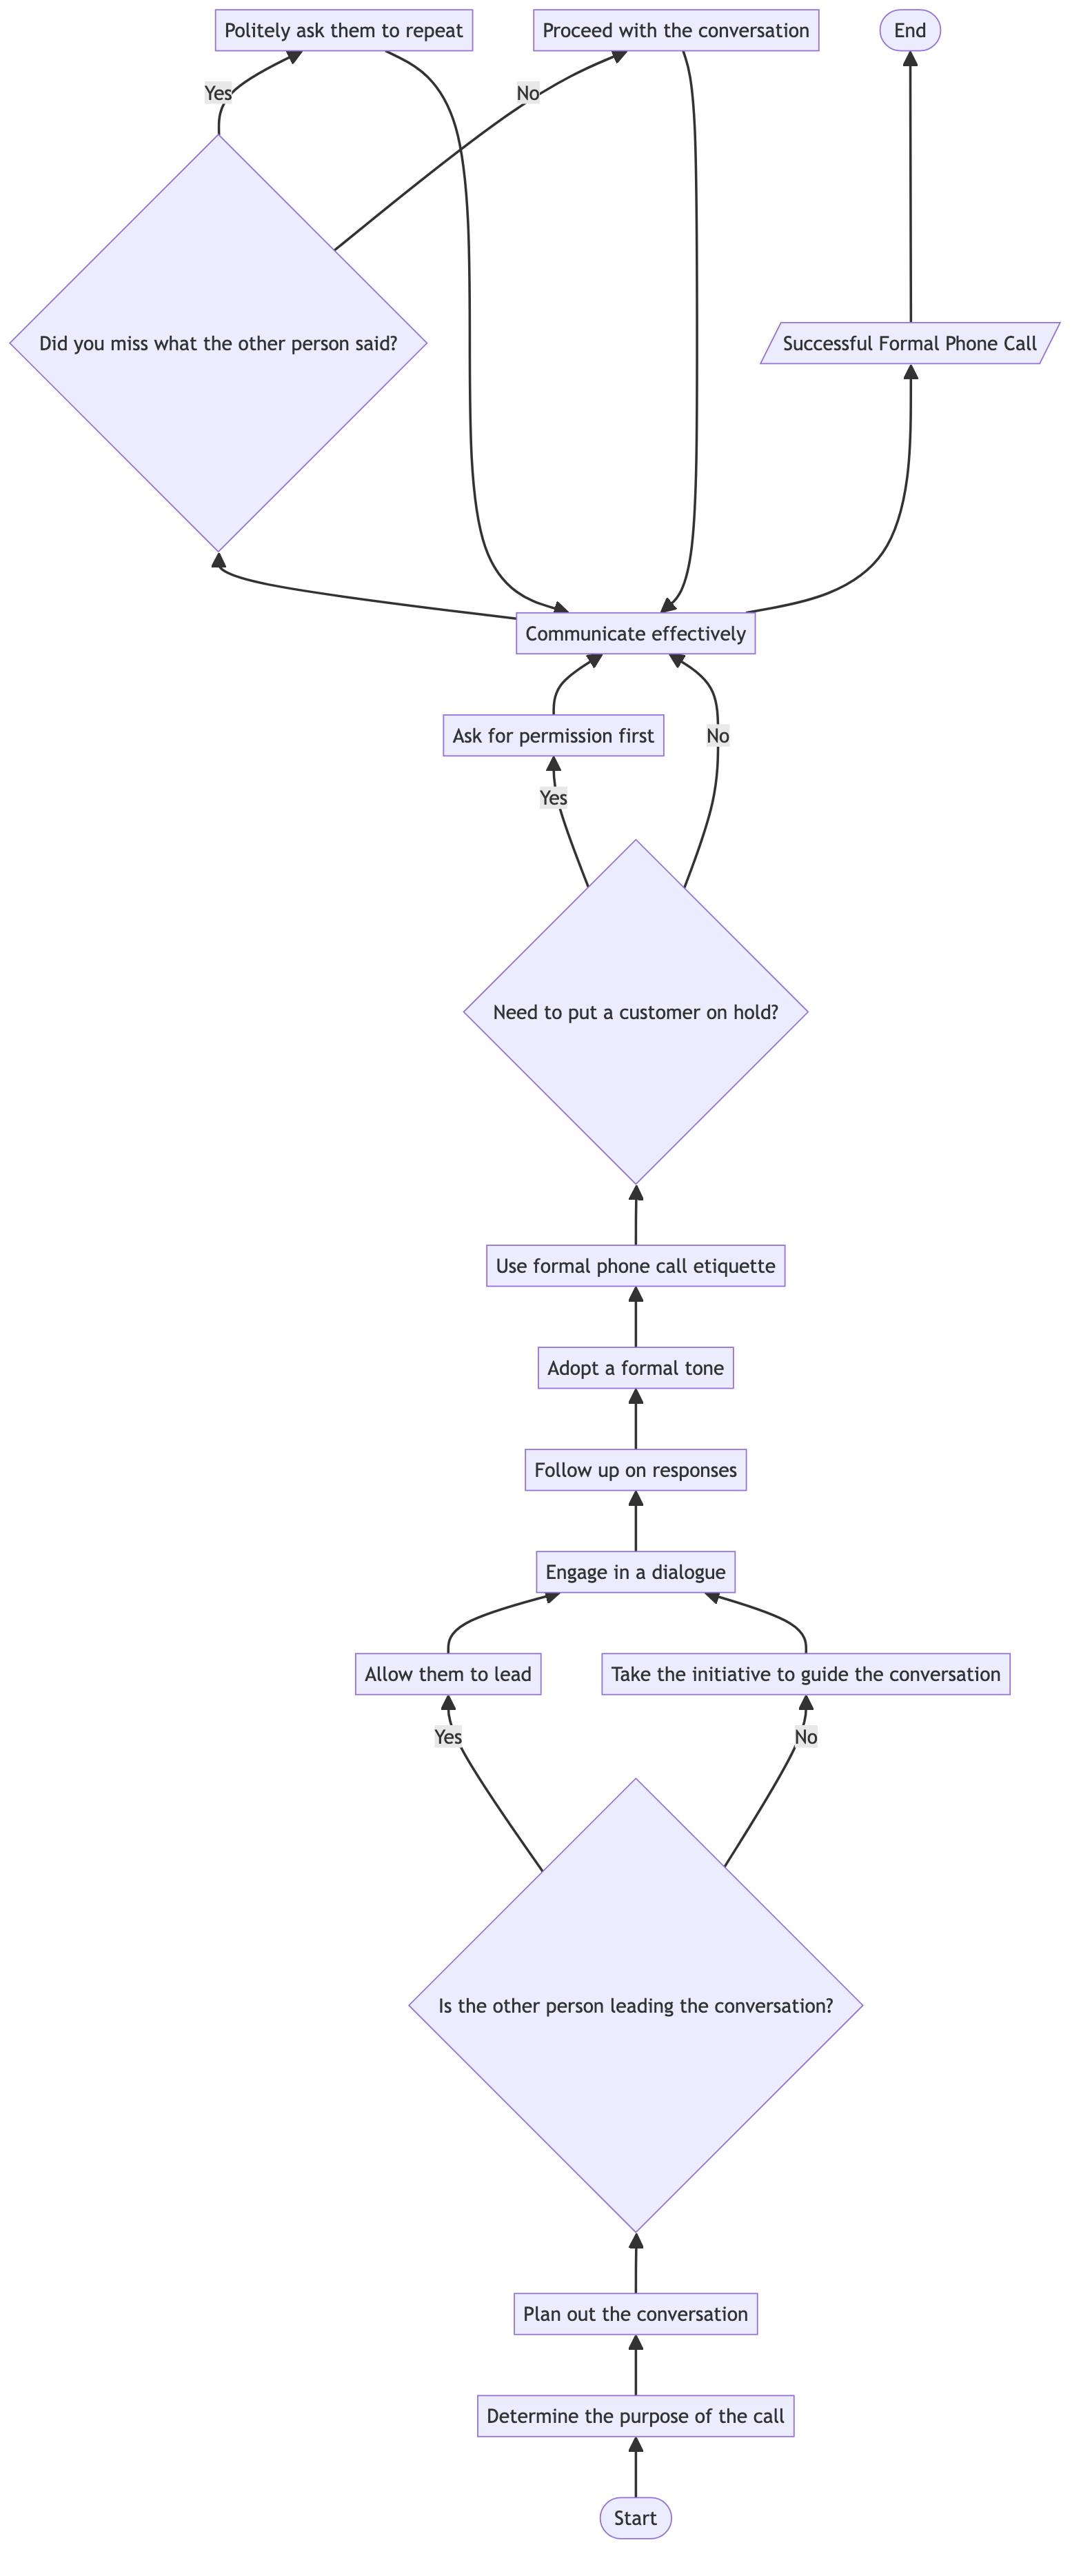 Politely ask them to repeat
Proceed with the conversation
End
Yes
No
Did you miss what the other person said?
Successful Formal Phone Call
Communicate effectively
Ask for permission first
No
Yes
Need to put a customer on hold?
Use formal phone call etiquette
Adopt a formal tone
Follow up on responses
Engage in a dialogue
Allow them to lead
Take the initiative to guide the conversation
Yes
No
Is the other person leading the conversation?
Plan out the conversation
Determine the purpose of the call
Start